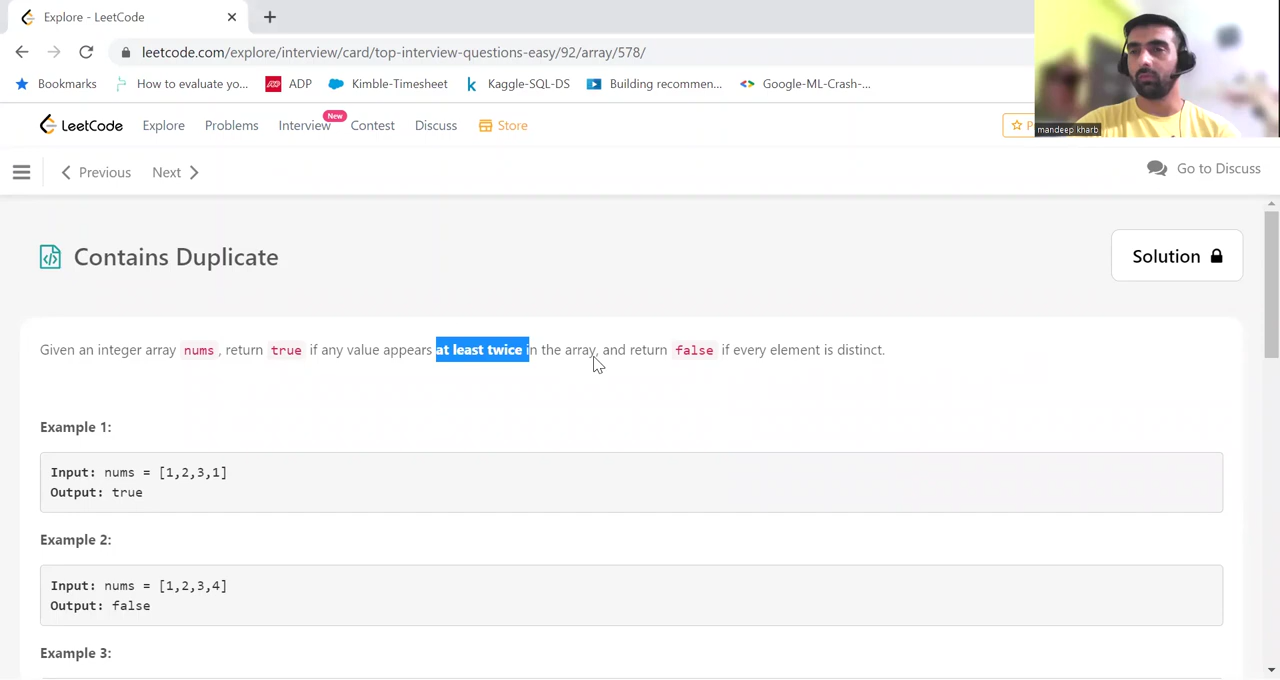 Explore - LeetCode
leetcode.com/explore/interview/card/top-interview-questions-easy/92/array/578/
Bookmarks How to evaluate yo... ADP Kimble-Timesheet Kaggle-SQL-DS Building recommen... Google-ML-Crash-...
mandeep kharb
LeetCode Explore Problems Interview New Contest Discuss Store
Previous Next Go to Discuss
Contains Duplicate
Solution
Given an integer array nums, return true if any value appears at least twice in the array, and return false if every element is distinct.
Example 1:
Input: nums = [1,2,3,1]
Output: true
Example 2:
Input: nums = [1,2,3,4]
Output: false
Example 3: